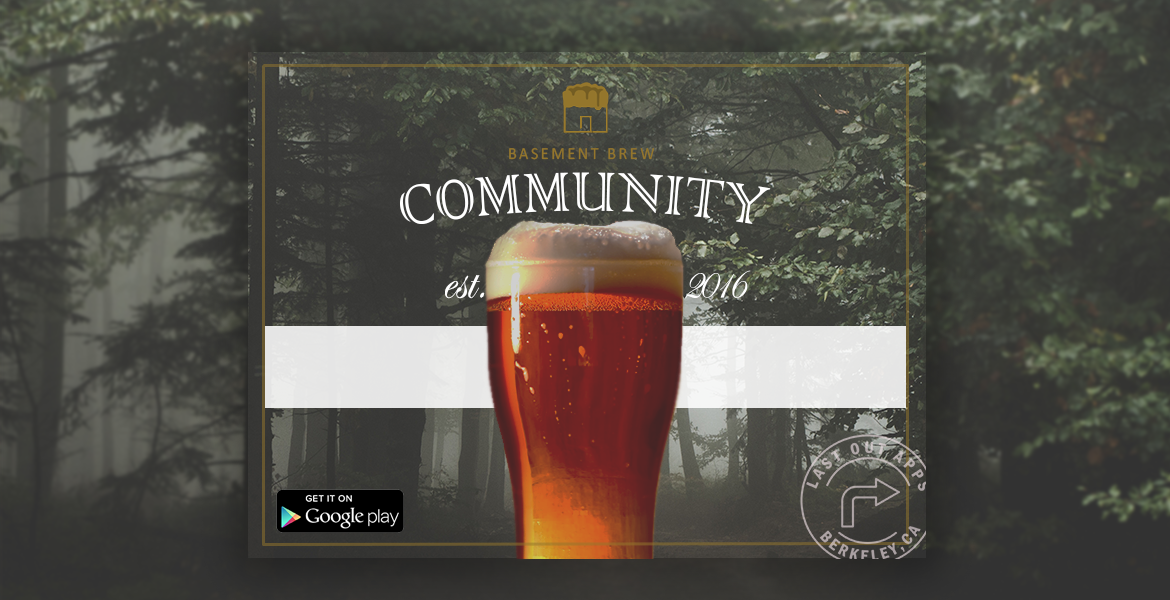 BASEMENT BREW
COMMUNITY
est. 2016
GET IT ON
Google play
LAST OUT APPS
BERKELEY, CA